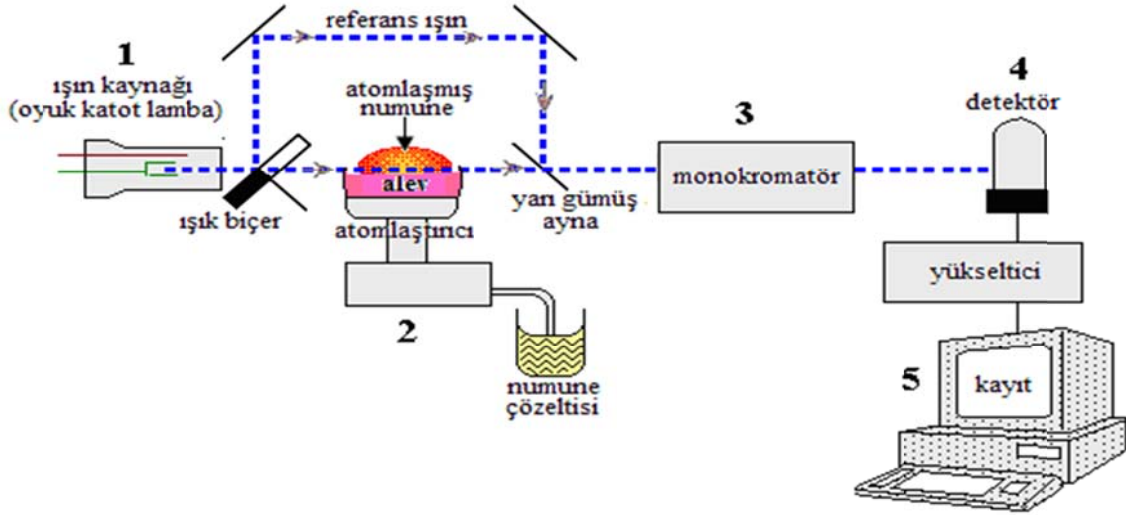 referans ışın
1
ışın kaynağı
(oyuk katot lamba)
atomlaşmış
numune
4
detektör
3
monokromatör
alev
ışık biçer
atomlaştırıcı
yarı gümüş
ayna
2
numune
çözeltisi
yükseltici
5
kayıt